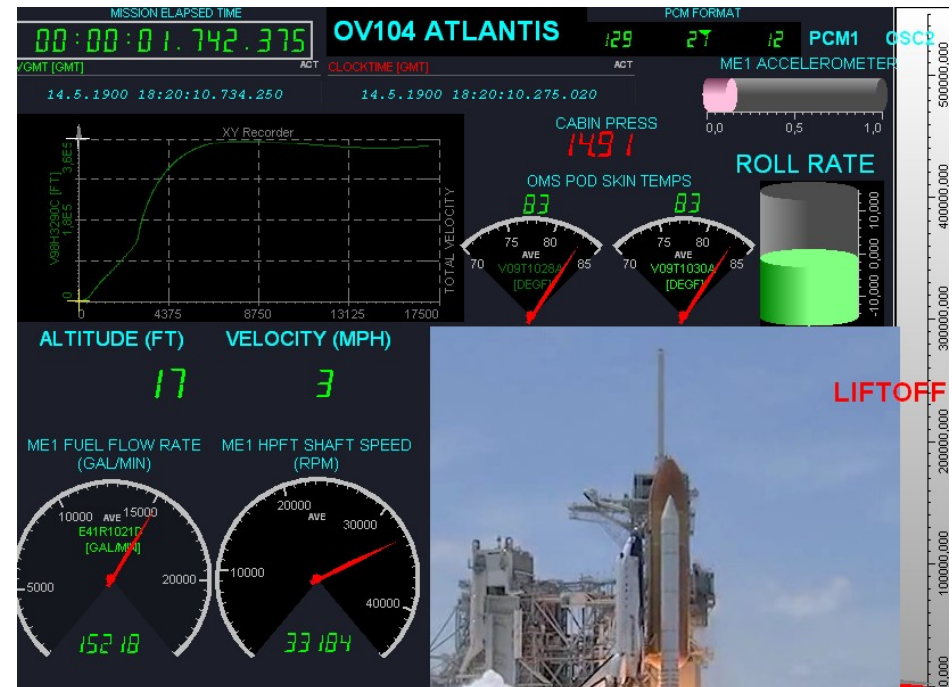 MISSION ELAPSED TIME
00:00:01.742.375
OV104 ATLANTIS
PCM FORMAT
129 27 12 PCM1 OSC2
VGMT [GMT] ACT
CLOCKTIME [GMT] ACT
14.5.1900 18:20:10.734.250
14.5.1900 18:20:10.275.020
ME1 ACCELEROMETER
0,0 0,5 1,0
XY Recorder
V98H3290C [FT]
0 1,8E5 3,6E5
0 4375 8750 13125 17500
TOTAL VELOCITY
CABIN PRESS
14.91
OMS POD SKIN TEMPS
83 83
70 75 80 85
AVE
V09T1028A
[DEGF]
70 75 80 85
AVE
V09T1030A
[DEGF]
ROLL RATE
10,000
0,000
-10,000
ALTITUDE (FT)
17
VELOCITY (MPH)
3
ME1 FUEL FLOW RATE
(GAL/MIN)
5000 10000 15000 20000
AVE
E41R1021D
[GAL/MIN]
15218
ME1 HPFT SHAFT SPEED
(RPM)
10000 20000 30000 40000
AVE
33184
LIFTOFF
500000,000
400000,000
300000,000
200000,000
100000,000
0,000